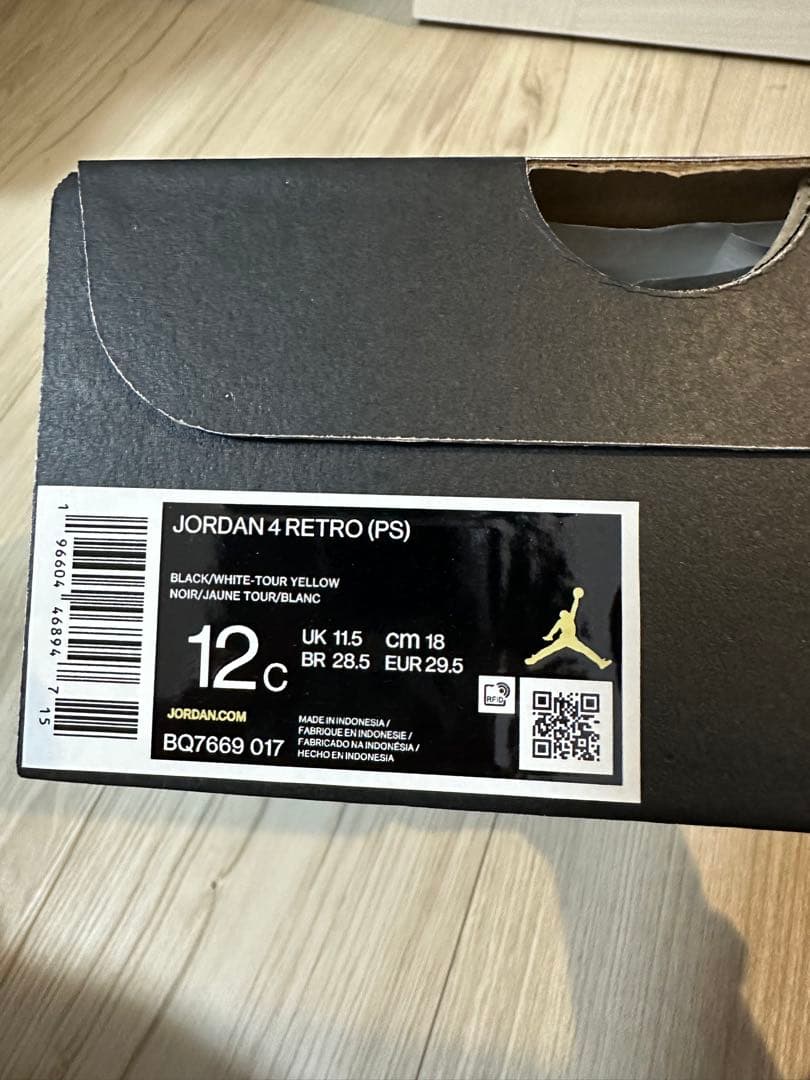 JORDAN 4 RETRO (PS)
BLACK/WHITE-TOUR YELLOW
NOIR/JAUNE TOUR/BLANC
12C
UK 11.5 cm 18
BR 28.5 EUR 29.5
JORDAN.COM
BQ7669 017
MADE IN INDONESIA /
FABRIQUE EN INDONESIE /
FABRICADO NA INDONÉSIA /
HECHO EN INDONESIA
RFID
1 96604 46894 7 15